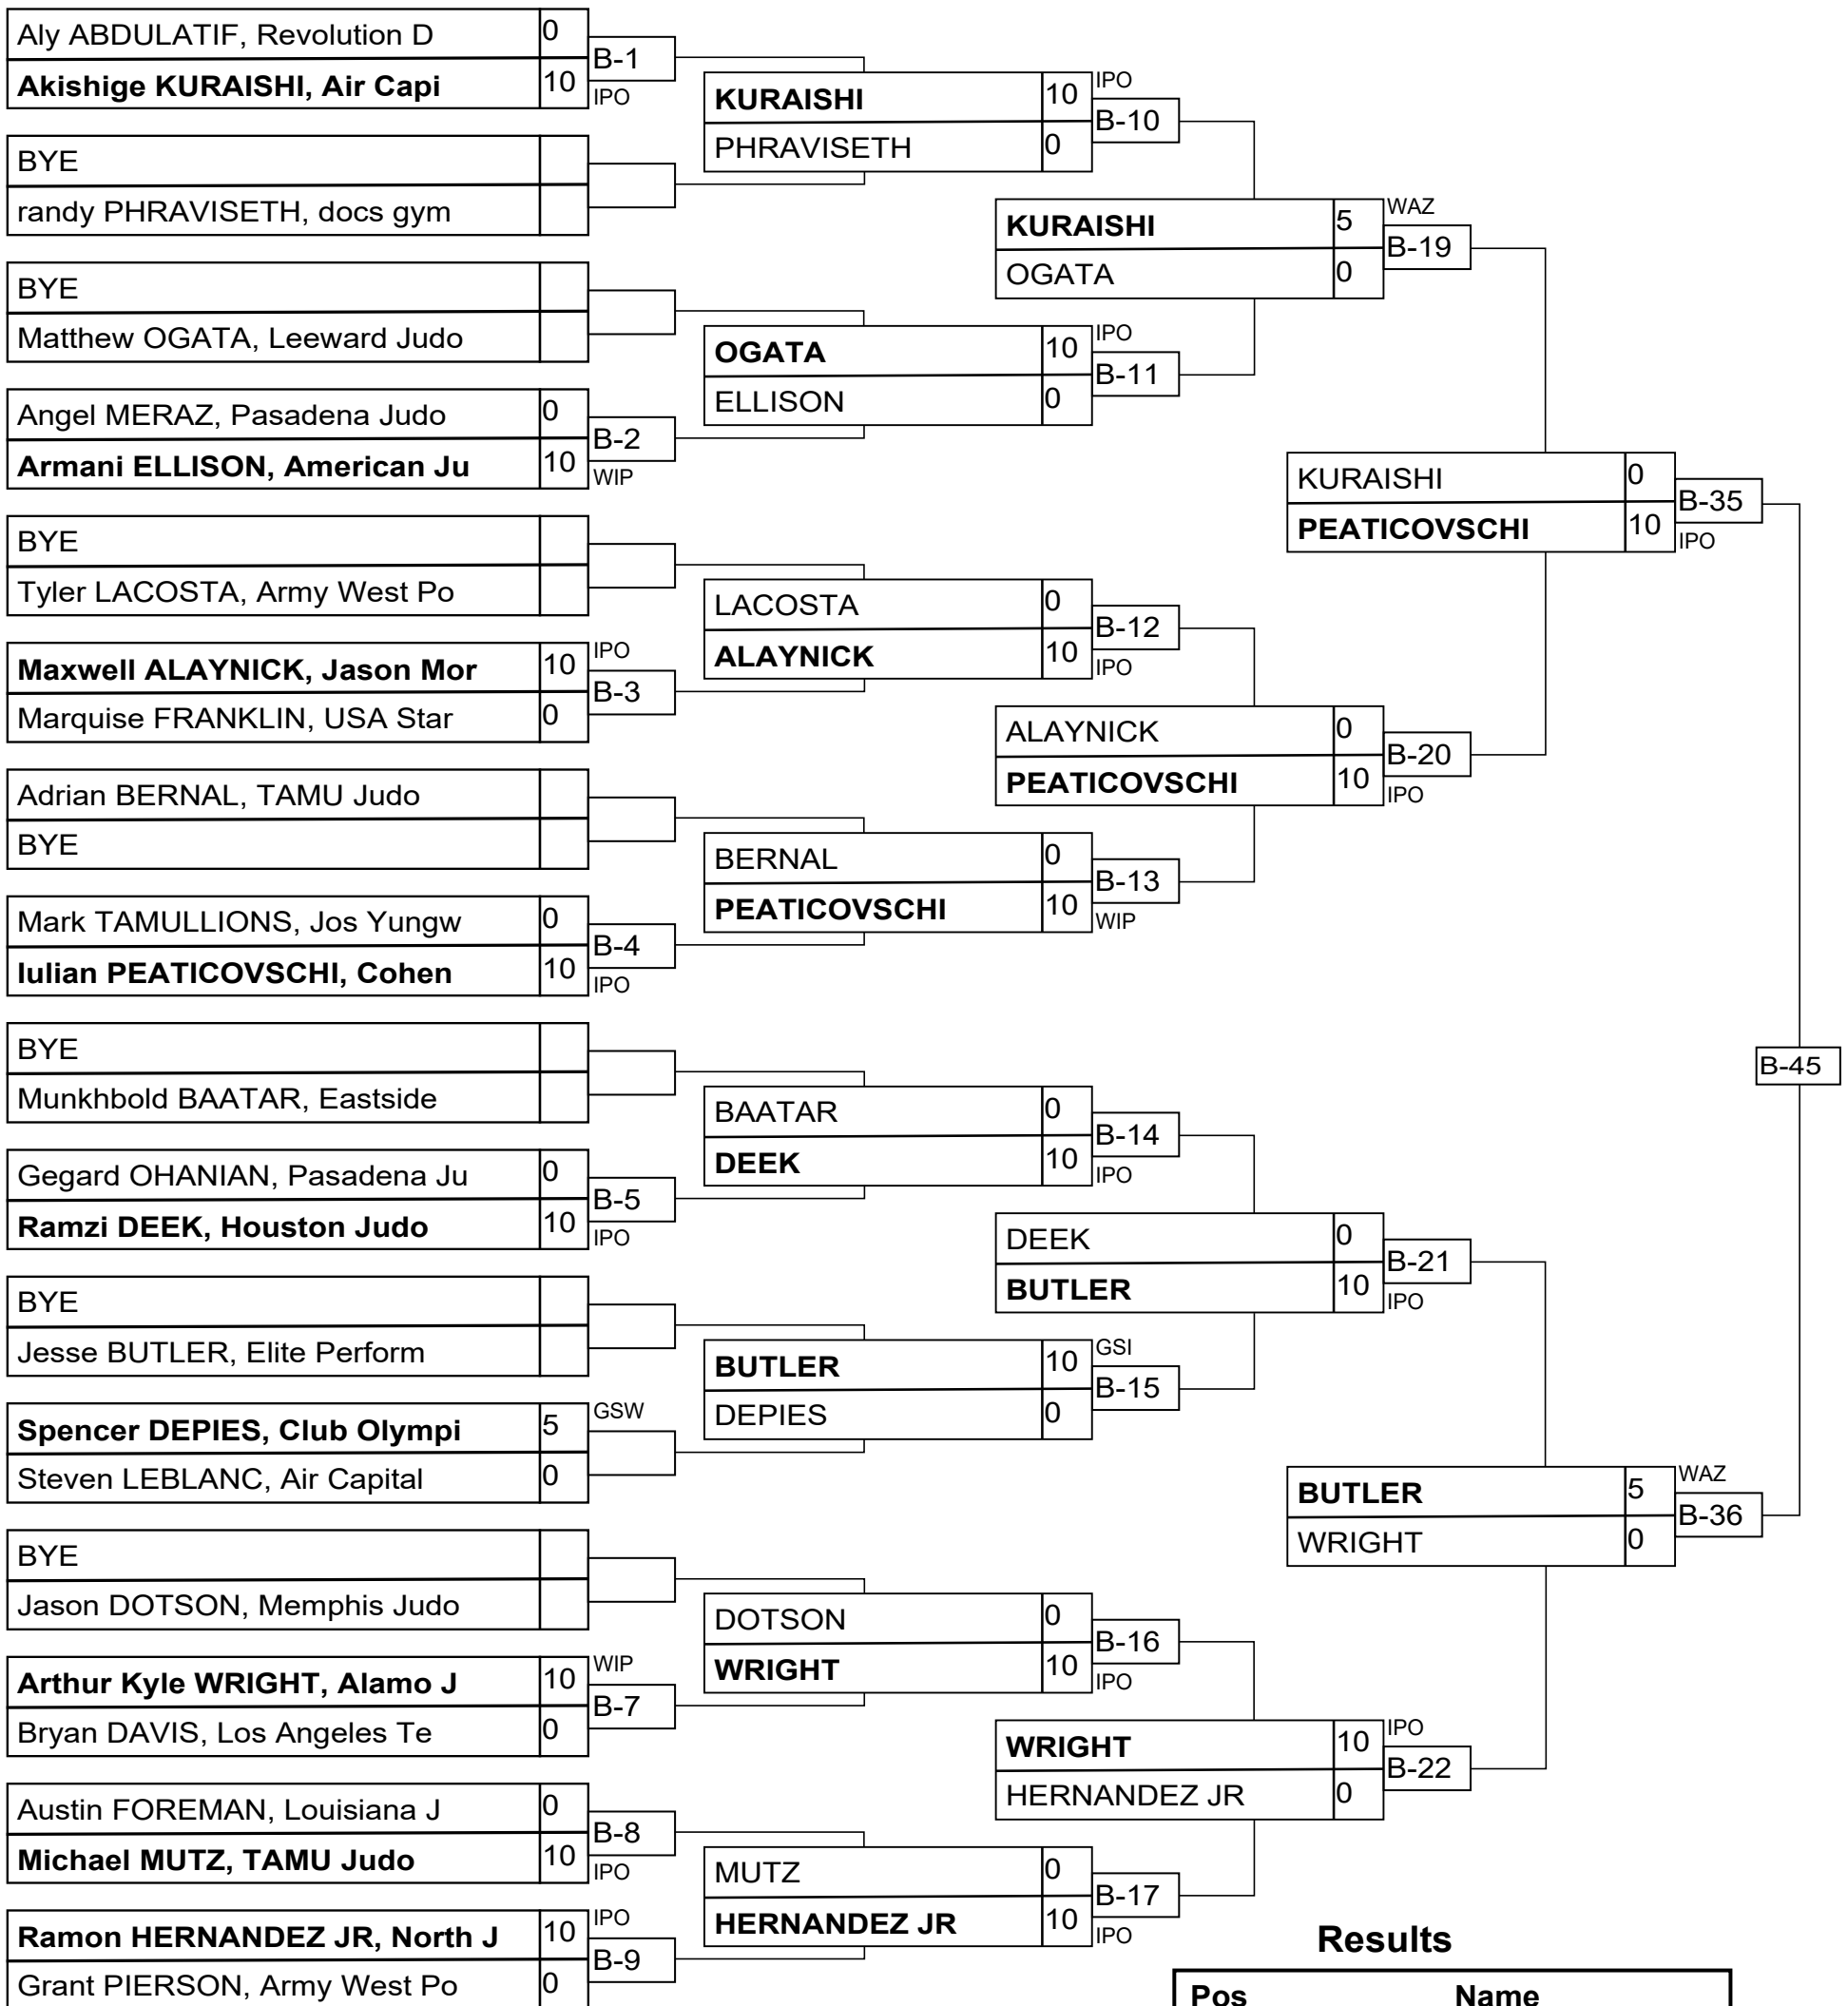 Aly ABDULATIF, Revolution D 0
B-1
Akishige KURAISHI, Air Capi 10
IPO
BYE
randy PHRAVISETH, docs gym
BYE
Matthew OGATA, Leeward Judo
Angel MERAZ, Pasadena Judo 0
B-2
Armani ELLISON, American Ju 10
WIP
BYE
Tyler LACOSTA, Army West Po
Maxwell ALAYNICK, Jason Mor 10
IPO
B-3
Marquise FRANKLIN, USA Star 0
Adrian BERNAL, TAMU Judo
BYE
Mark TAMULLIONS, Jos Yungw 0
B-4
Iulian PEATICOVSCHI, Cohen 10
IPO
BYE
Munkhbold BAATAR, Eastside
Gegard OHANIAN, Pasadena Ju 0
B-5
Ramzi DEEK, Houston Judo 10
IPO
BYE
Jesse BUTLER, Elite Perform
Spencer DEPIES, Club Olympi 5
GSW
Steven LEBLANC, Air Capital 0
BYE
Jason DOTSON, Memphis Judo
Arthur Kyle WRIGHT, Alamo J 10
WIP
B-7
Bryan DAVIS, Los Angeles Te 0
Austin FOREMAN, Louisiana J 0
B-8
Michael MUTZ, TAMU Judo 10
IPO
Ramon HERNANDEZ JR, North J 10
IPO
B-9
Grant PIERSON, Army West Po 0
KURAISHI 10
IPO
B-10
PHRAVISETH 0
OGATA 10
IPO
B-11
ELLISON 0
LACOSTA 0
B-12
ALAYNICK 10
IPO
BERNAL 0
B-13
PEATICOVSCHI 10
WIP
BAATAR 0
B-14
DEEK 10
IPO
BUTLER 10
GSI
B-15
DEPIES 0
DOTSON 0
B-16
WRIGHT 10
IPO
MUTZ 0
B-17
HERNANDEZ JR 10
IPO
KURAISHI 5
WAZ
B-19
OGATA 0
ALAYNICK 0
B-20
PEATICOVSCHI 10
IPO
DEEK 0
B-21
BUTLER 10
IPO
WRIGHT 10
IPO
B-22
HERNANDEZ JR 0
KURAISHI 0
B-35
PEATICOVSCHI 10
IPO
BUTLER 5
WAZ
B-36
WRIGHT 0
B-45
Results
Pos Name